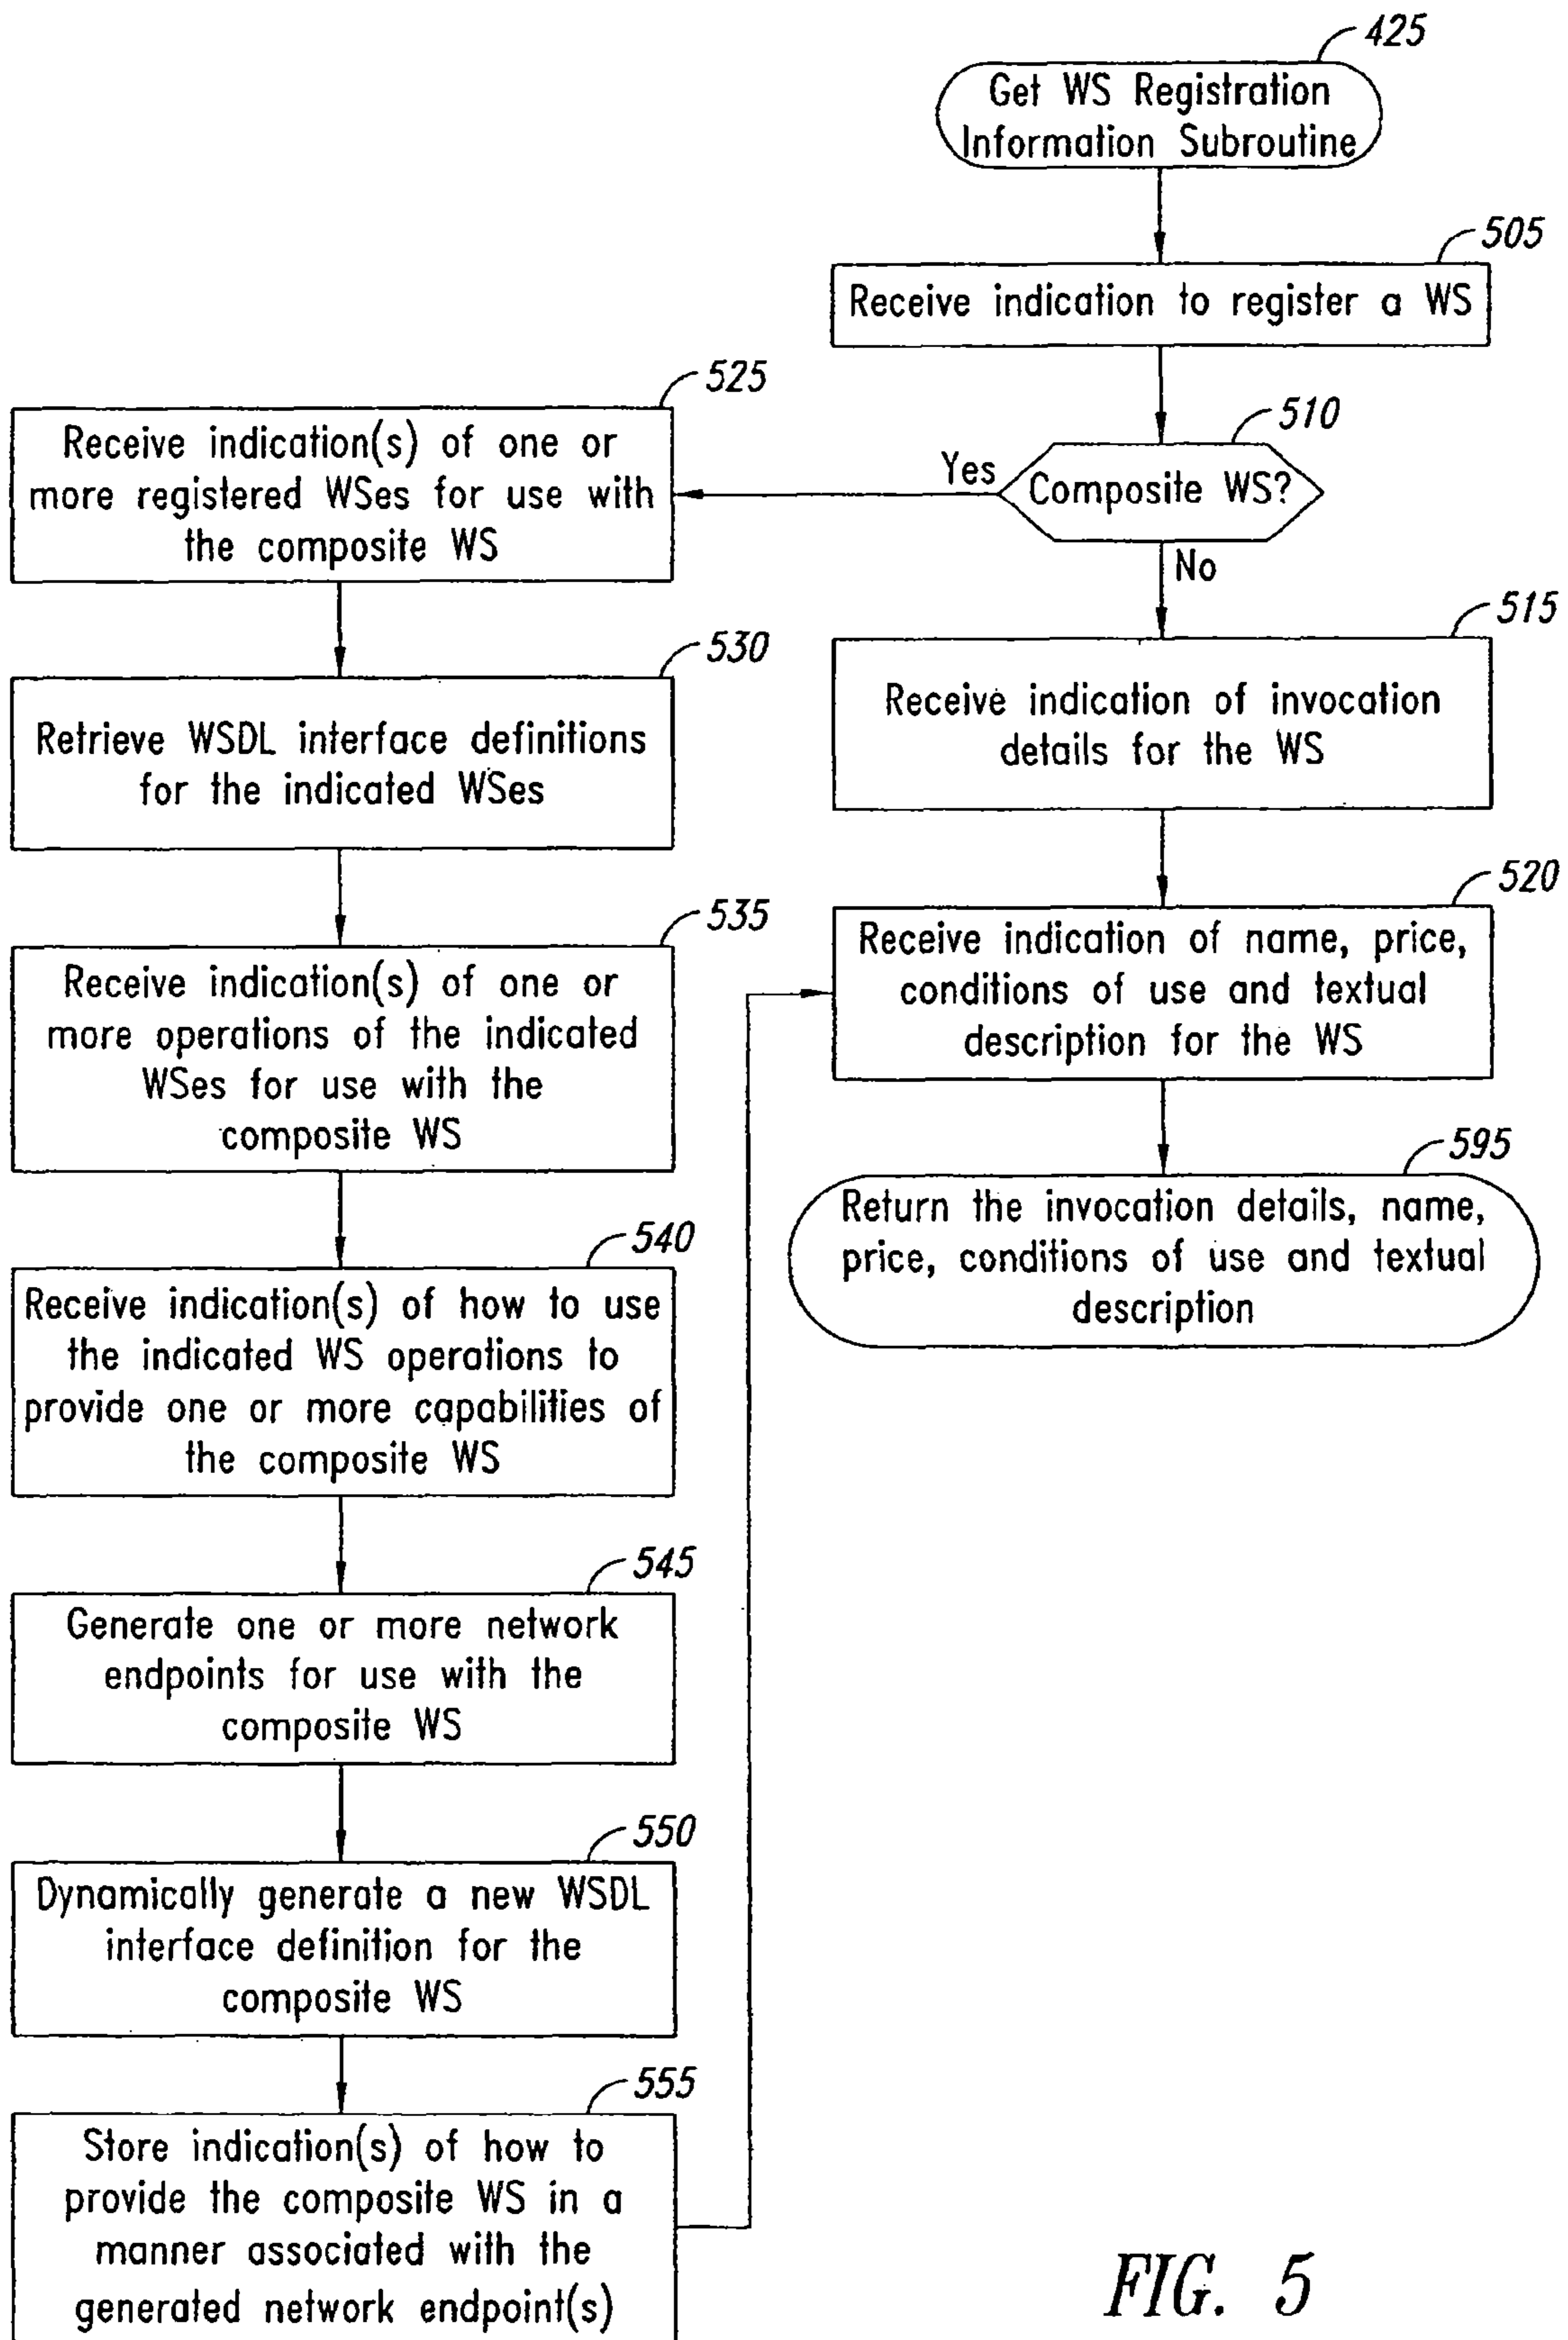 425
Get WS Registration
Information Subroutine
505
Receive indication to register a WS
510
Composite WS?
Yes
No
525
Receive indication(s) of one or
more registered WSes for use with
the composite WS
530
Retrieve WSDL interface definitions
for the indicated WSes
535
Receive indication(s) of one or
more operations of the indicated
WSes for use with the
composite WS
540
Receive indication(s) of how to use
the indicated WS operations to
provide one or more capabilities of
the composite WS
545
Generate one or more network
endpoints for use with the
composite WS
550
Dynamically generate a new WSDL
interface definition for the
composite WS
555
Store indication(s) of how to
provide the composite WS in a
manner associated with the
generated network endpoint(s)
515
Receive indication of invocation
details for the WS
520
Receive indication of name, price,
conditions of use and textual
description for the WS
595
Return the invocation details, name,
price, conditions of use and textual
description
FIG. 5